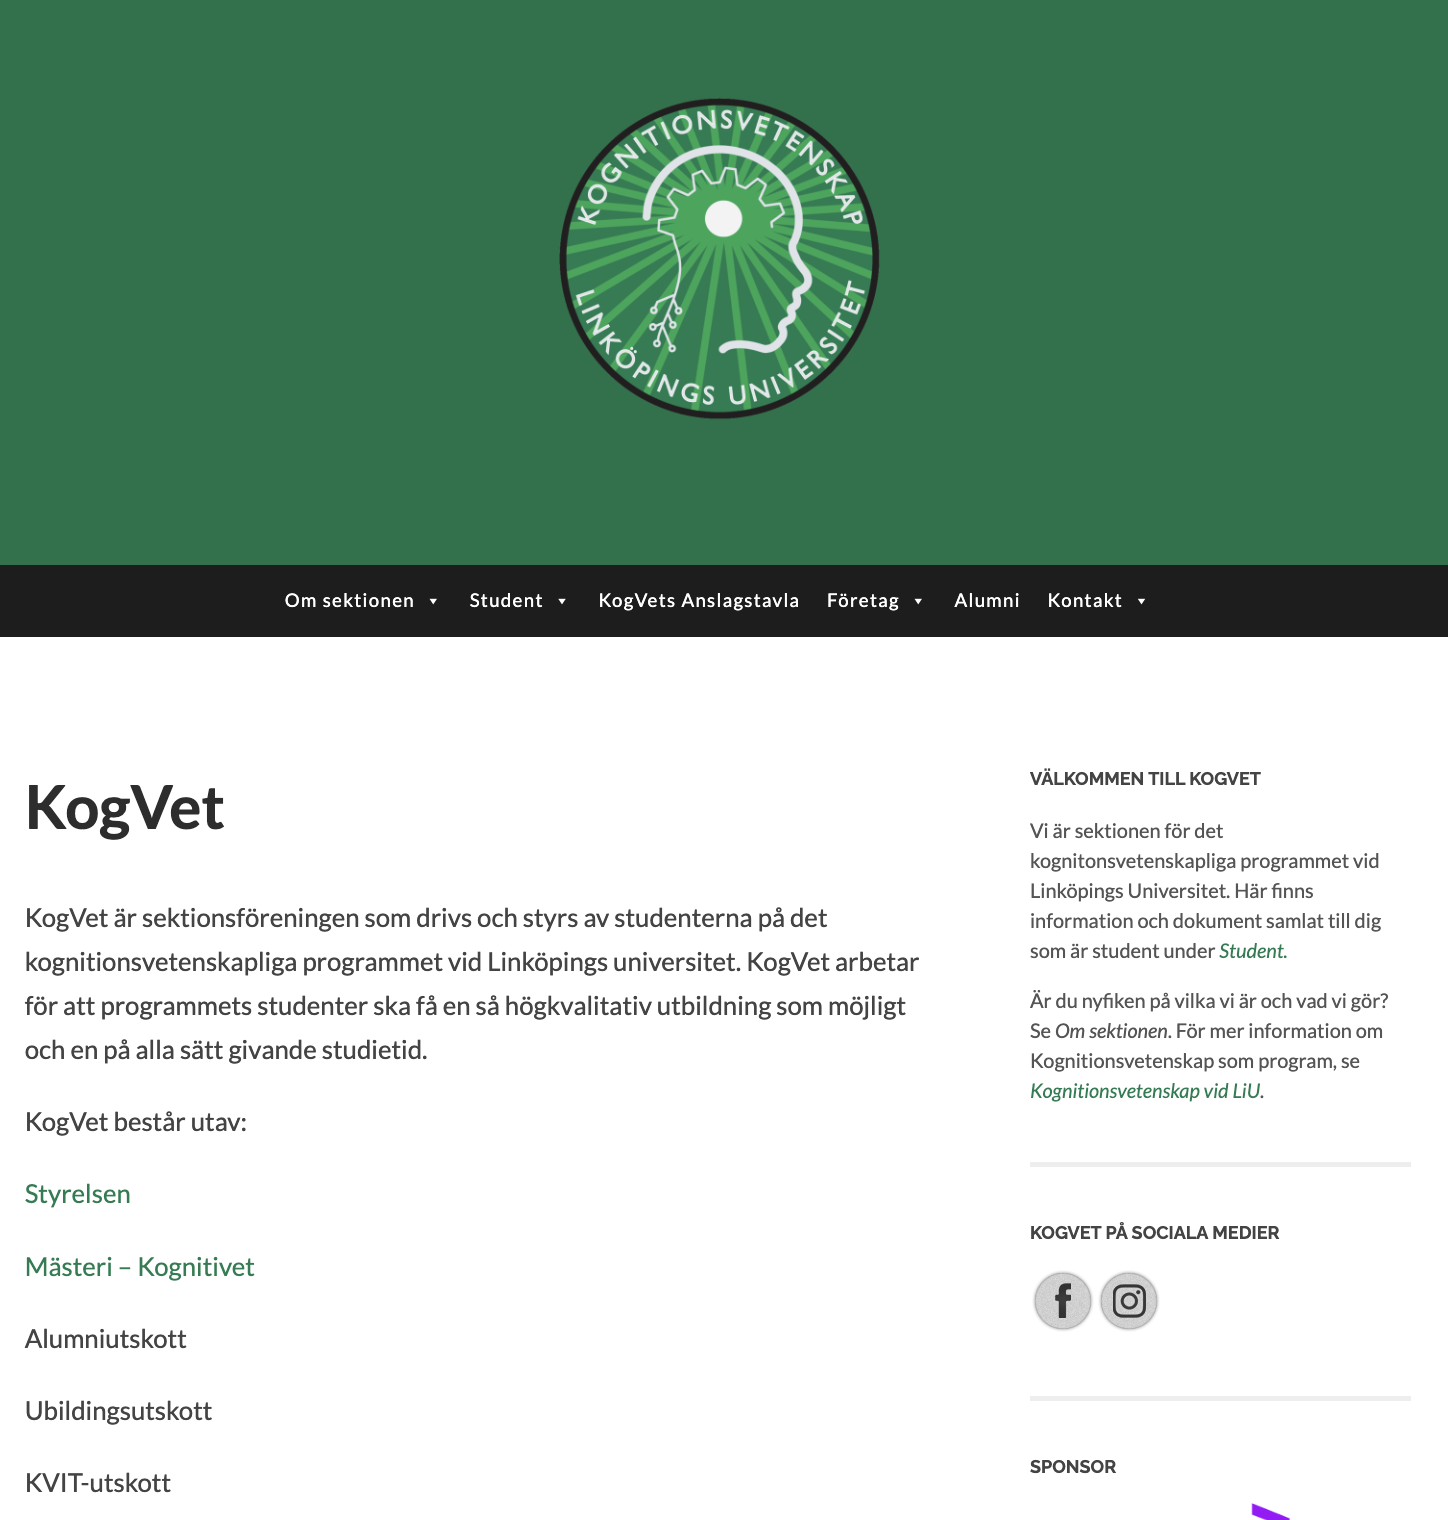 KOGNITIONSVETENSKAP
LINKÖPINGS UNIVERSITET
Om sektionen
Student
KogVets Anslagstavla
Företag
Alumni
Kontakt
KogVet
KogVet är sektionsföreningen som drivs och styrs av studenterna på det
kognitionsvetenskapliga programmet vid Linköpings universitet. KogVet arbetar
för att programmets studenter ska få en så högkvalitativ utbildning som möjligt
och en på alla sätt givande studietid.
KogVet består utav:
Styrelsen
Mästeri – Kognitivet
Alumniutskott
Ubildingsutskott
KVIT-utskott
VÄLKOMMEN TILL KOGVET
Vi är sektionen för det
kognitonsvetenskapliga programmet vid
Linköpings Universitet. Här finns
information och dokument samlat till dig
som är student under Student.
Är du nyfiken på vilka vi är och vad vi gör?
Se Om sektionen. För mer information om
Kognitionsvetenskap som program, se
Kognitionsvetenskap vid LiU.
KOGVET PÅ SOCIALA MEDIER
SPONSOR